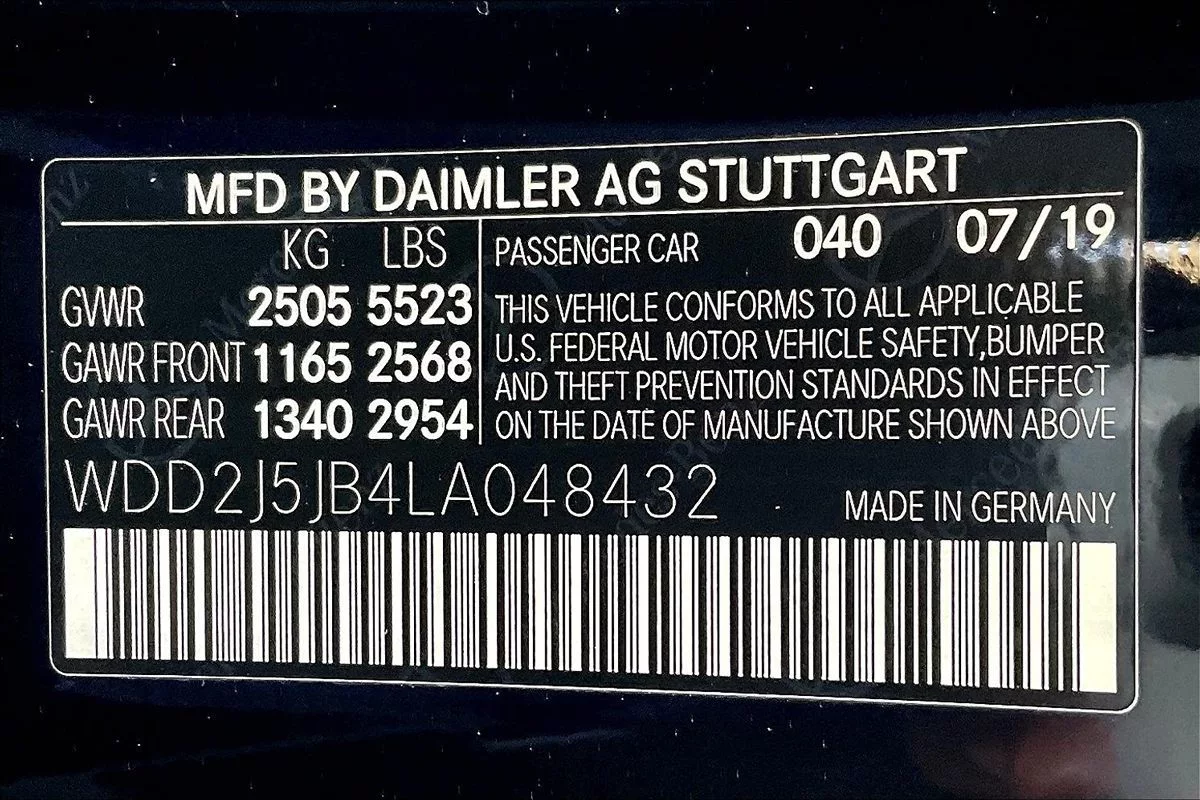 MFD BY DAIMLER AG STUTTGART
KG LBS
GVWR 2505 5523
GAWR FRONT 1165 2568
GAWR REAR 1340 2954
PASSENGER CAR 040 07/19
THIS VEHICLE CONFORMS TO ALL APPLICABLE
U.S. FEDERAL MOTOR VEHICLE SAFETY,BUMPER
AND THEFT PREVENTION STANDARDS IN EFFECT
ON THE DATE OF MANUFACTURE SHOWN ABOVE
WDD2J5JB4LA048432
MADE IN GERMANY